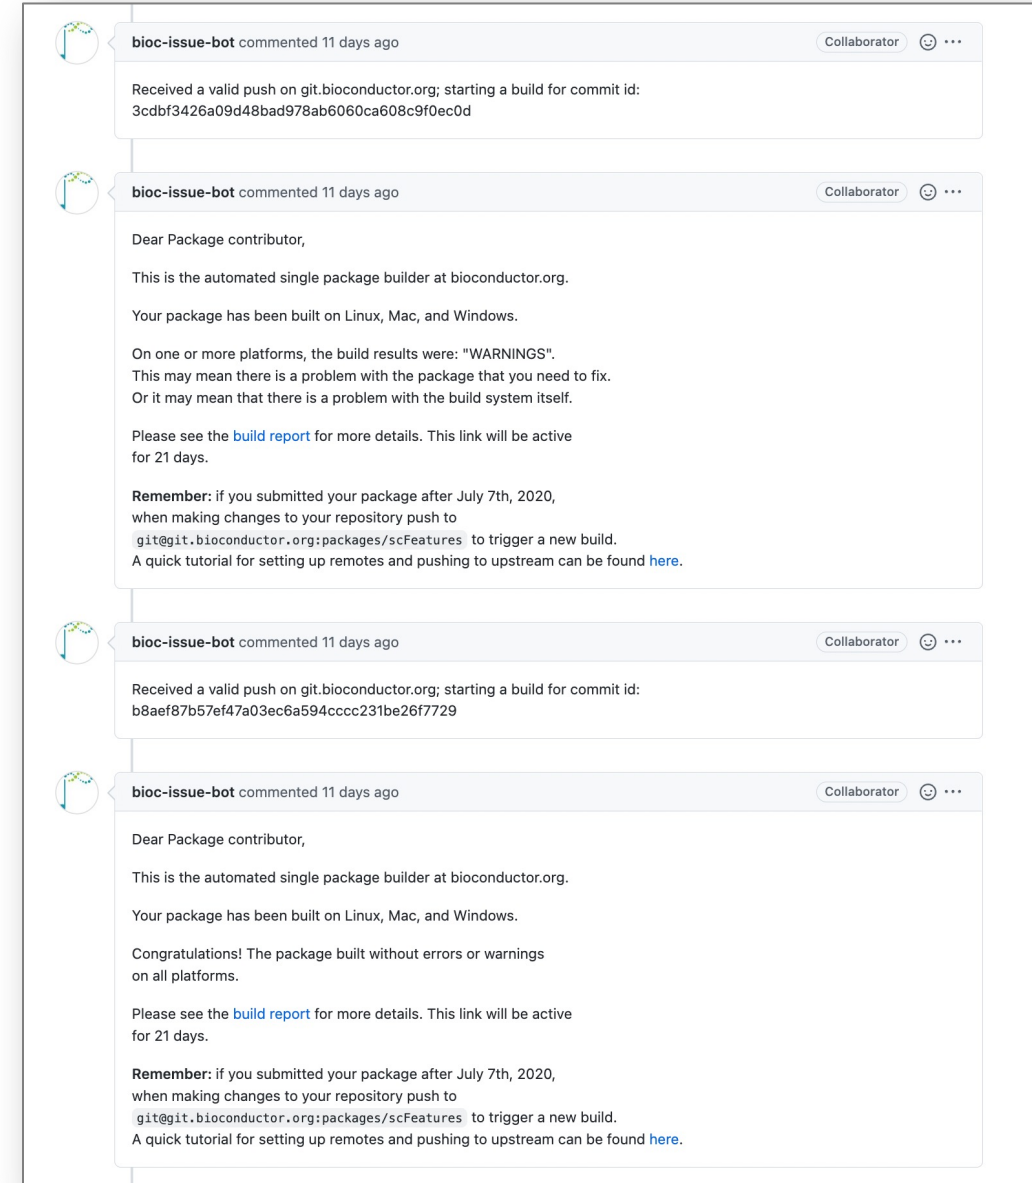 bioc-issue-bot commented 11 days ago Collaborator
Received a valid push on git.bioconductor.org; starting a build for commit id:
3cdbf3426a09d48bad978ab6060ca608c9f0ec0d
bioc-issue-bot commented 11 days ago Collaborator
Dear Package contributor,
This is the automated single package builder at bioconductor.org.
Your package has been built on Linux, Mac, and Windows.
On one or more platforms, the build results were: "WARNINGS".
This may mean there is a problem with the package that you need to fix.
Or it may mean that there is a problem with the build system itself.
Please see the build report for more details. This link will be active
for 21 days.
Remember: if you submitted your package after July 7th, 2020,
when making changes to your repository push to
git@git.bioconductor.org:packages/scFeatures to trigger a new build.
A quick tutorial for setting up remotes and pushing to upstream can be found here.
bioc-issue-bot commented 11 days ago Collaborator
Received a valid push on git.bioconductor.org; starting a build for commit id:
b8aef87b57ef47a03ec6a594cccc231be26f7729
bioc-issue-bot commented 11 days ago Collaborator
Dear Package contributor,
This is the automated single package builder at bioconductor.org.
Your package has been built on Linux, Mac, and Windows.
Congratulations! The package built without errors or warnings
on all platforms.
Please see the build report for more details. This link will be active
for 21 days.
Remember: if you submitted your package after July 7th, 2020,
when making changes to your repository push to
git@git.bioconductor.org:packages/scFeatures to trigger a new build.
A quick tutorial for setting up remotes and pushing to upstream can be found here.